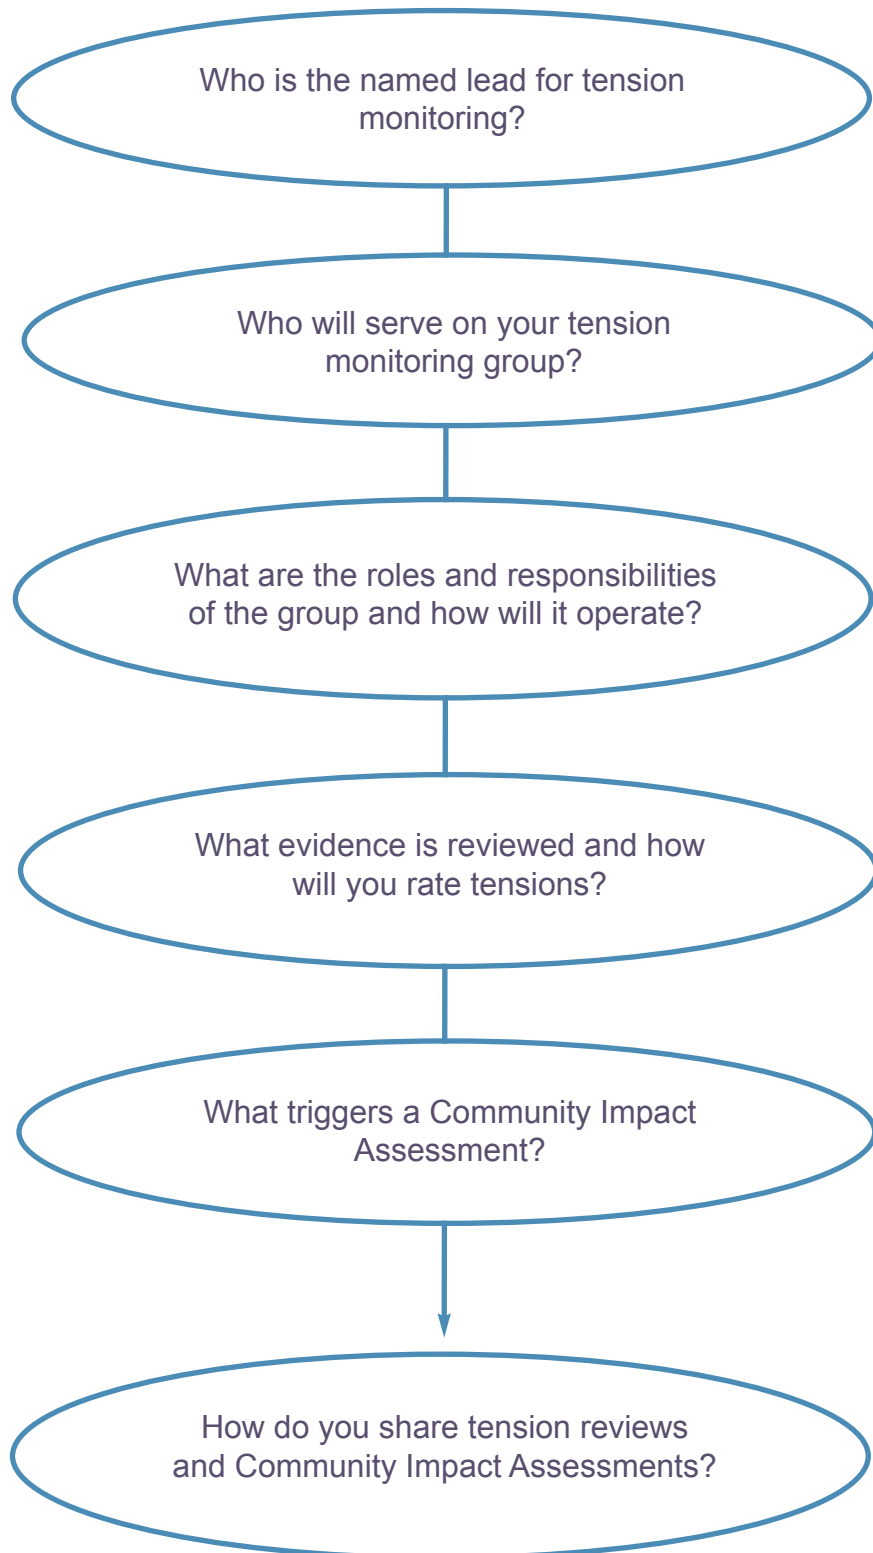 Who is the named lead for tension
monitoring?
Who will serve on your tension
monitoring group?
What are the roles and responsibilities
of the group and how will it operate?
What evidence is reviewed and how
will you rate tensions?
What triggers a Community Impact
Assessment?
How do you share tension reviews
and Community Impact Assessments?